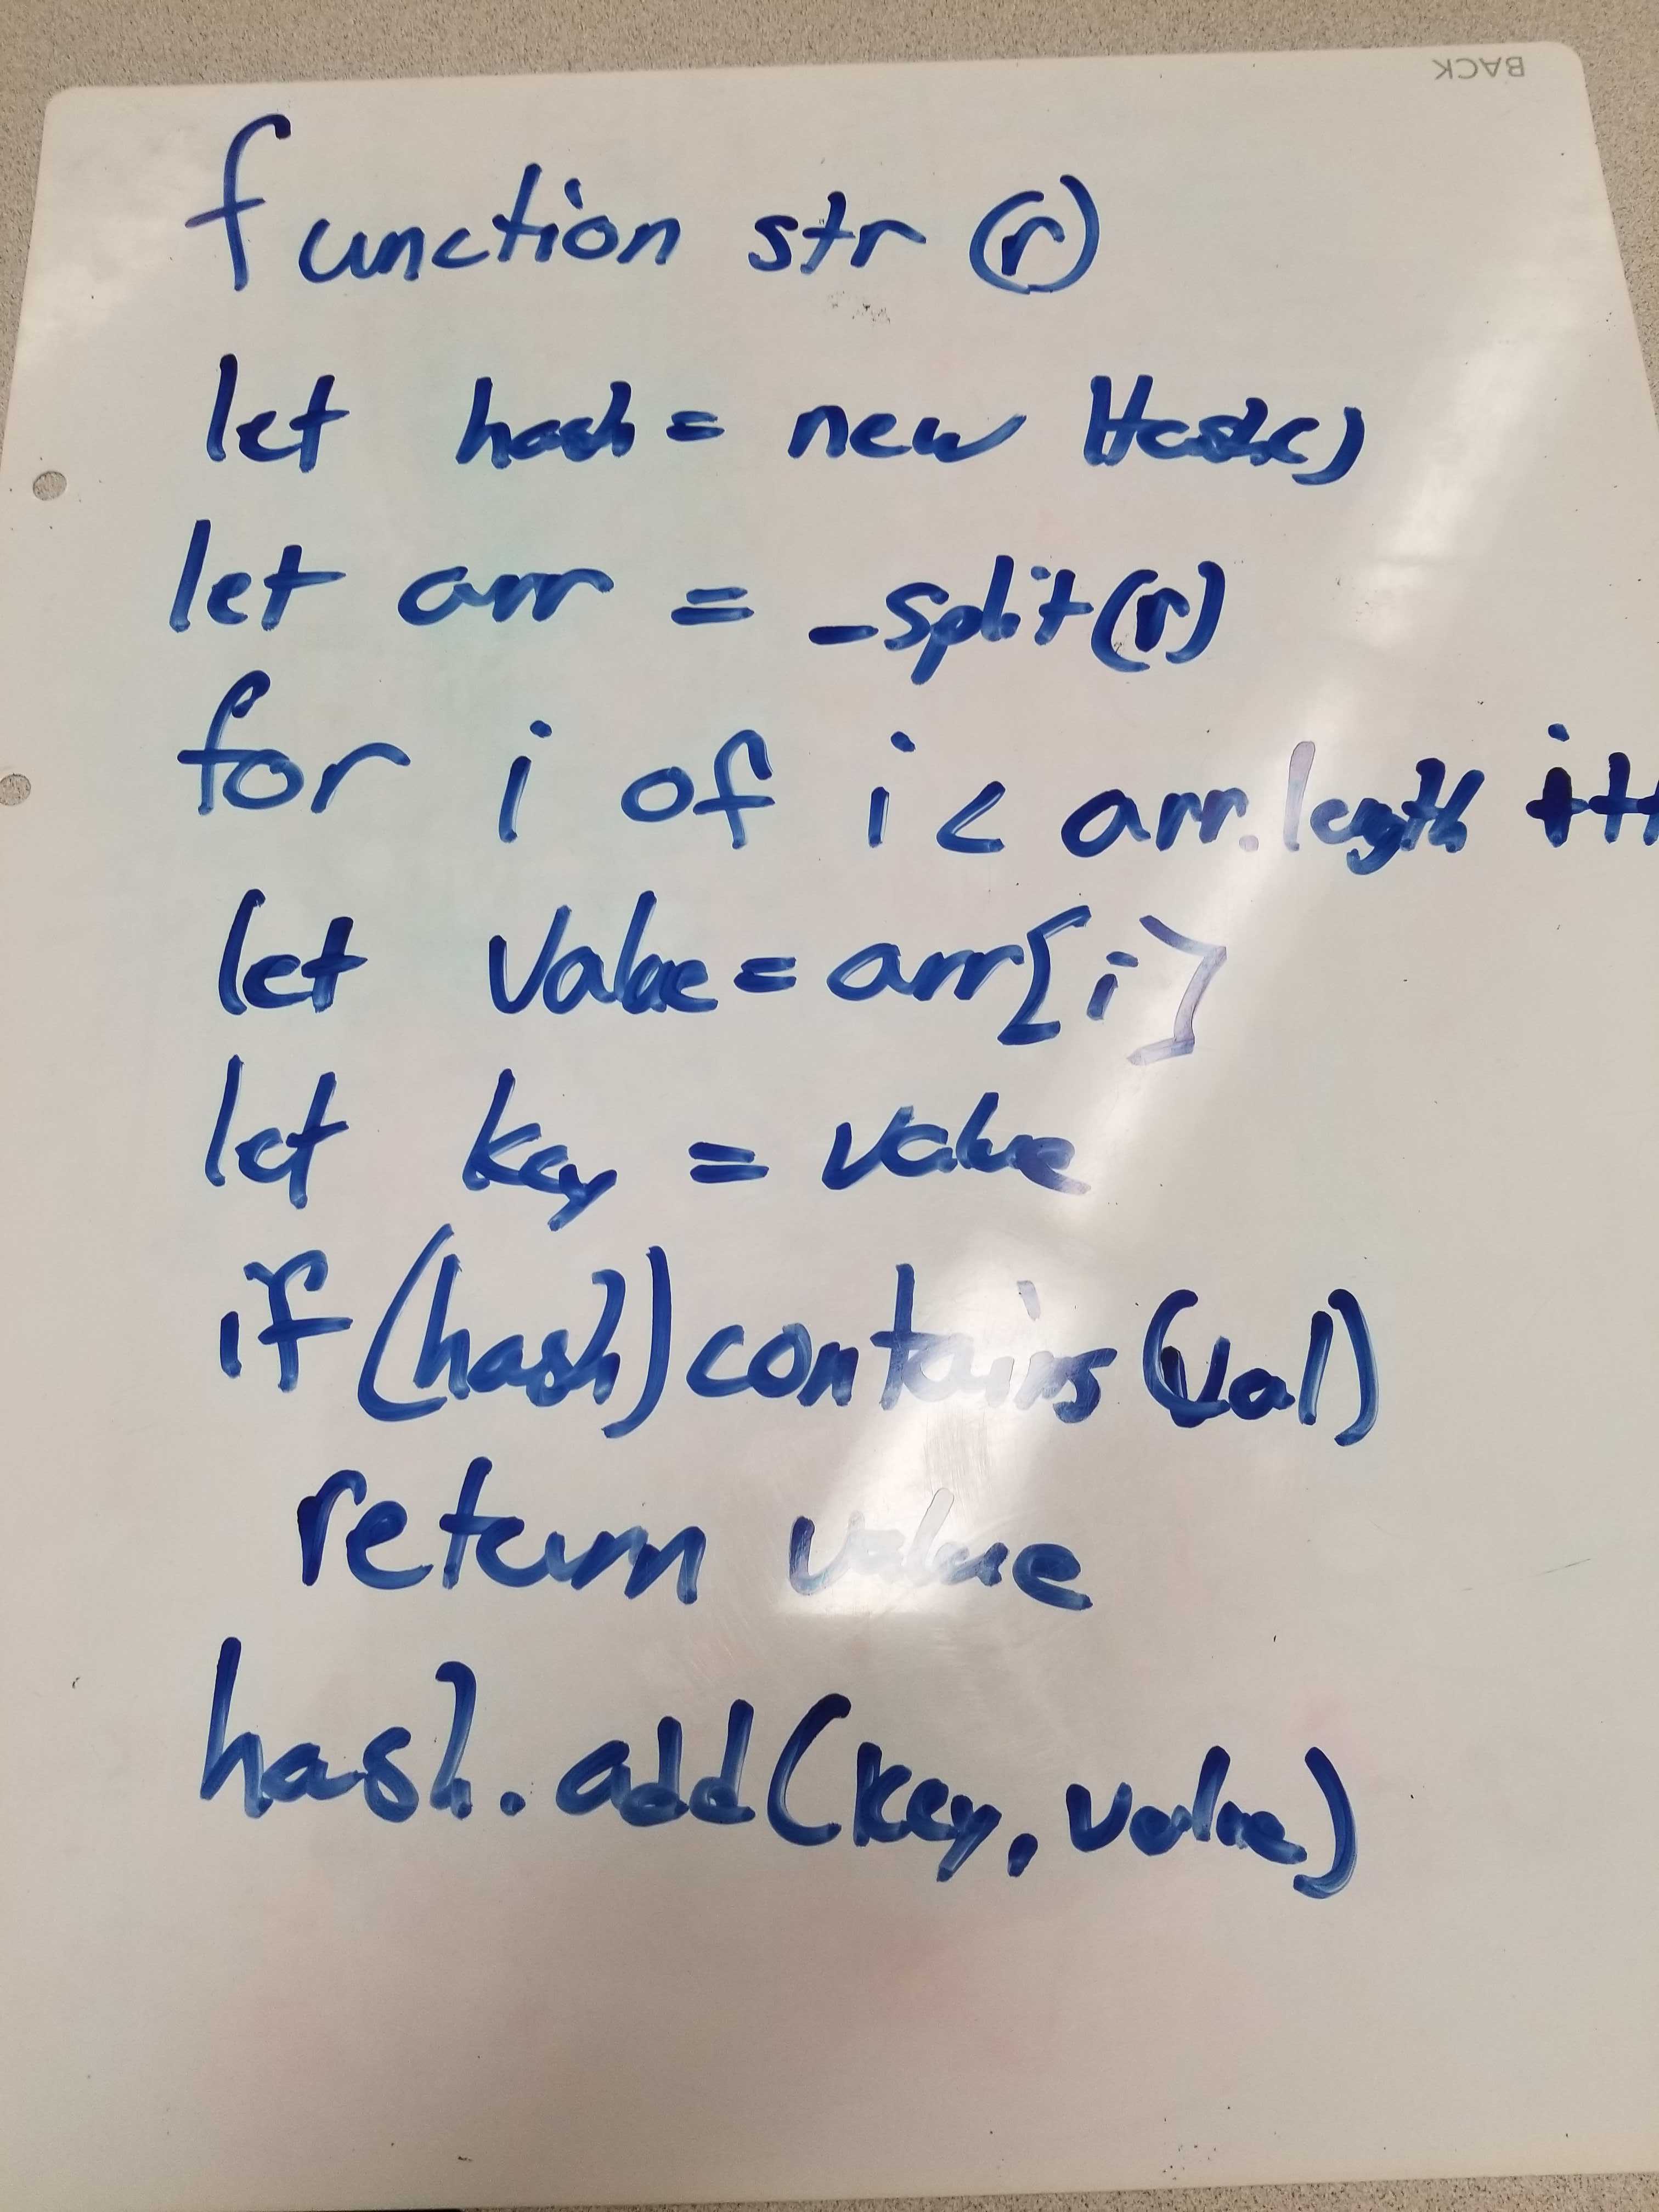 BACK
function str (r)
let hash = new Hash()
let arr = _split(r)
for i of i < arr.length i++
let value = arr[i]
let key = value
if (hash) contains (val)
return value
hash.add(key, value)